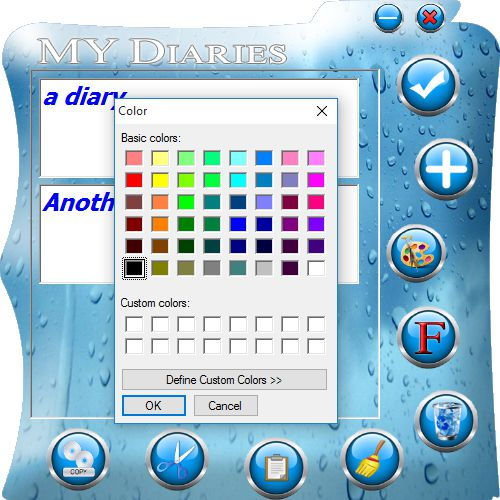 MY DIARIES
a diary
Color
Basic colors:
Anoth
Custom colors:
Define Custom Colors >>
OK
Cancel
F
COPY